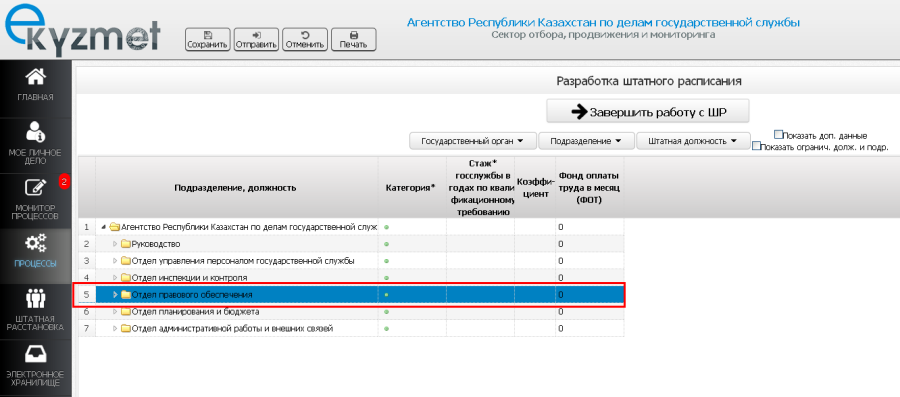 e kyzmet
Сохранить
Отправить
Отменить
Печать
Агентство Республики Казахстан по делам государственной службы
Сектор отбора, продвижения и мониторинга
ГЛАВНАЯ
МОЕ ЛИЧНОЕ
ДЕЛО
2
МОНИТОР
ПРОЦЕССОВ
ПРОЦЕССЫ
ШТАТНАЯ
РАССТАНОВКА
ЭЛЕКТРОННОЕ
ХРАНИЛИЩЕ
Разработка штатного расписания
Завершить работу с ШР
Государственный орган
Подразделение
Штатная должность
Показать доп. данные
Показать огранич. долж. и подр.
Подразделение, должность
Категория*
Стаж*
госслужбы в
годах по квали
фикационному
требованию
Коэффи-
циент
Фонд оплаты
труда в месяц
(ФОТ)
1 Агентство Республики Казахстан по делам государственной служ 0
2 Руководство 0
3 Отдел управления персоналом государственной службы 0
4 Отдел инспекции и контроля 0
5 Отдел правового обеспечения 0
6 Отдел планирования и бюджета 0
7 Отдел административной работы и внешних связей 0